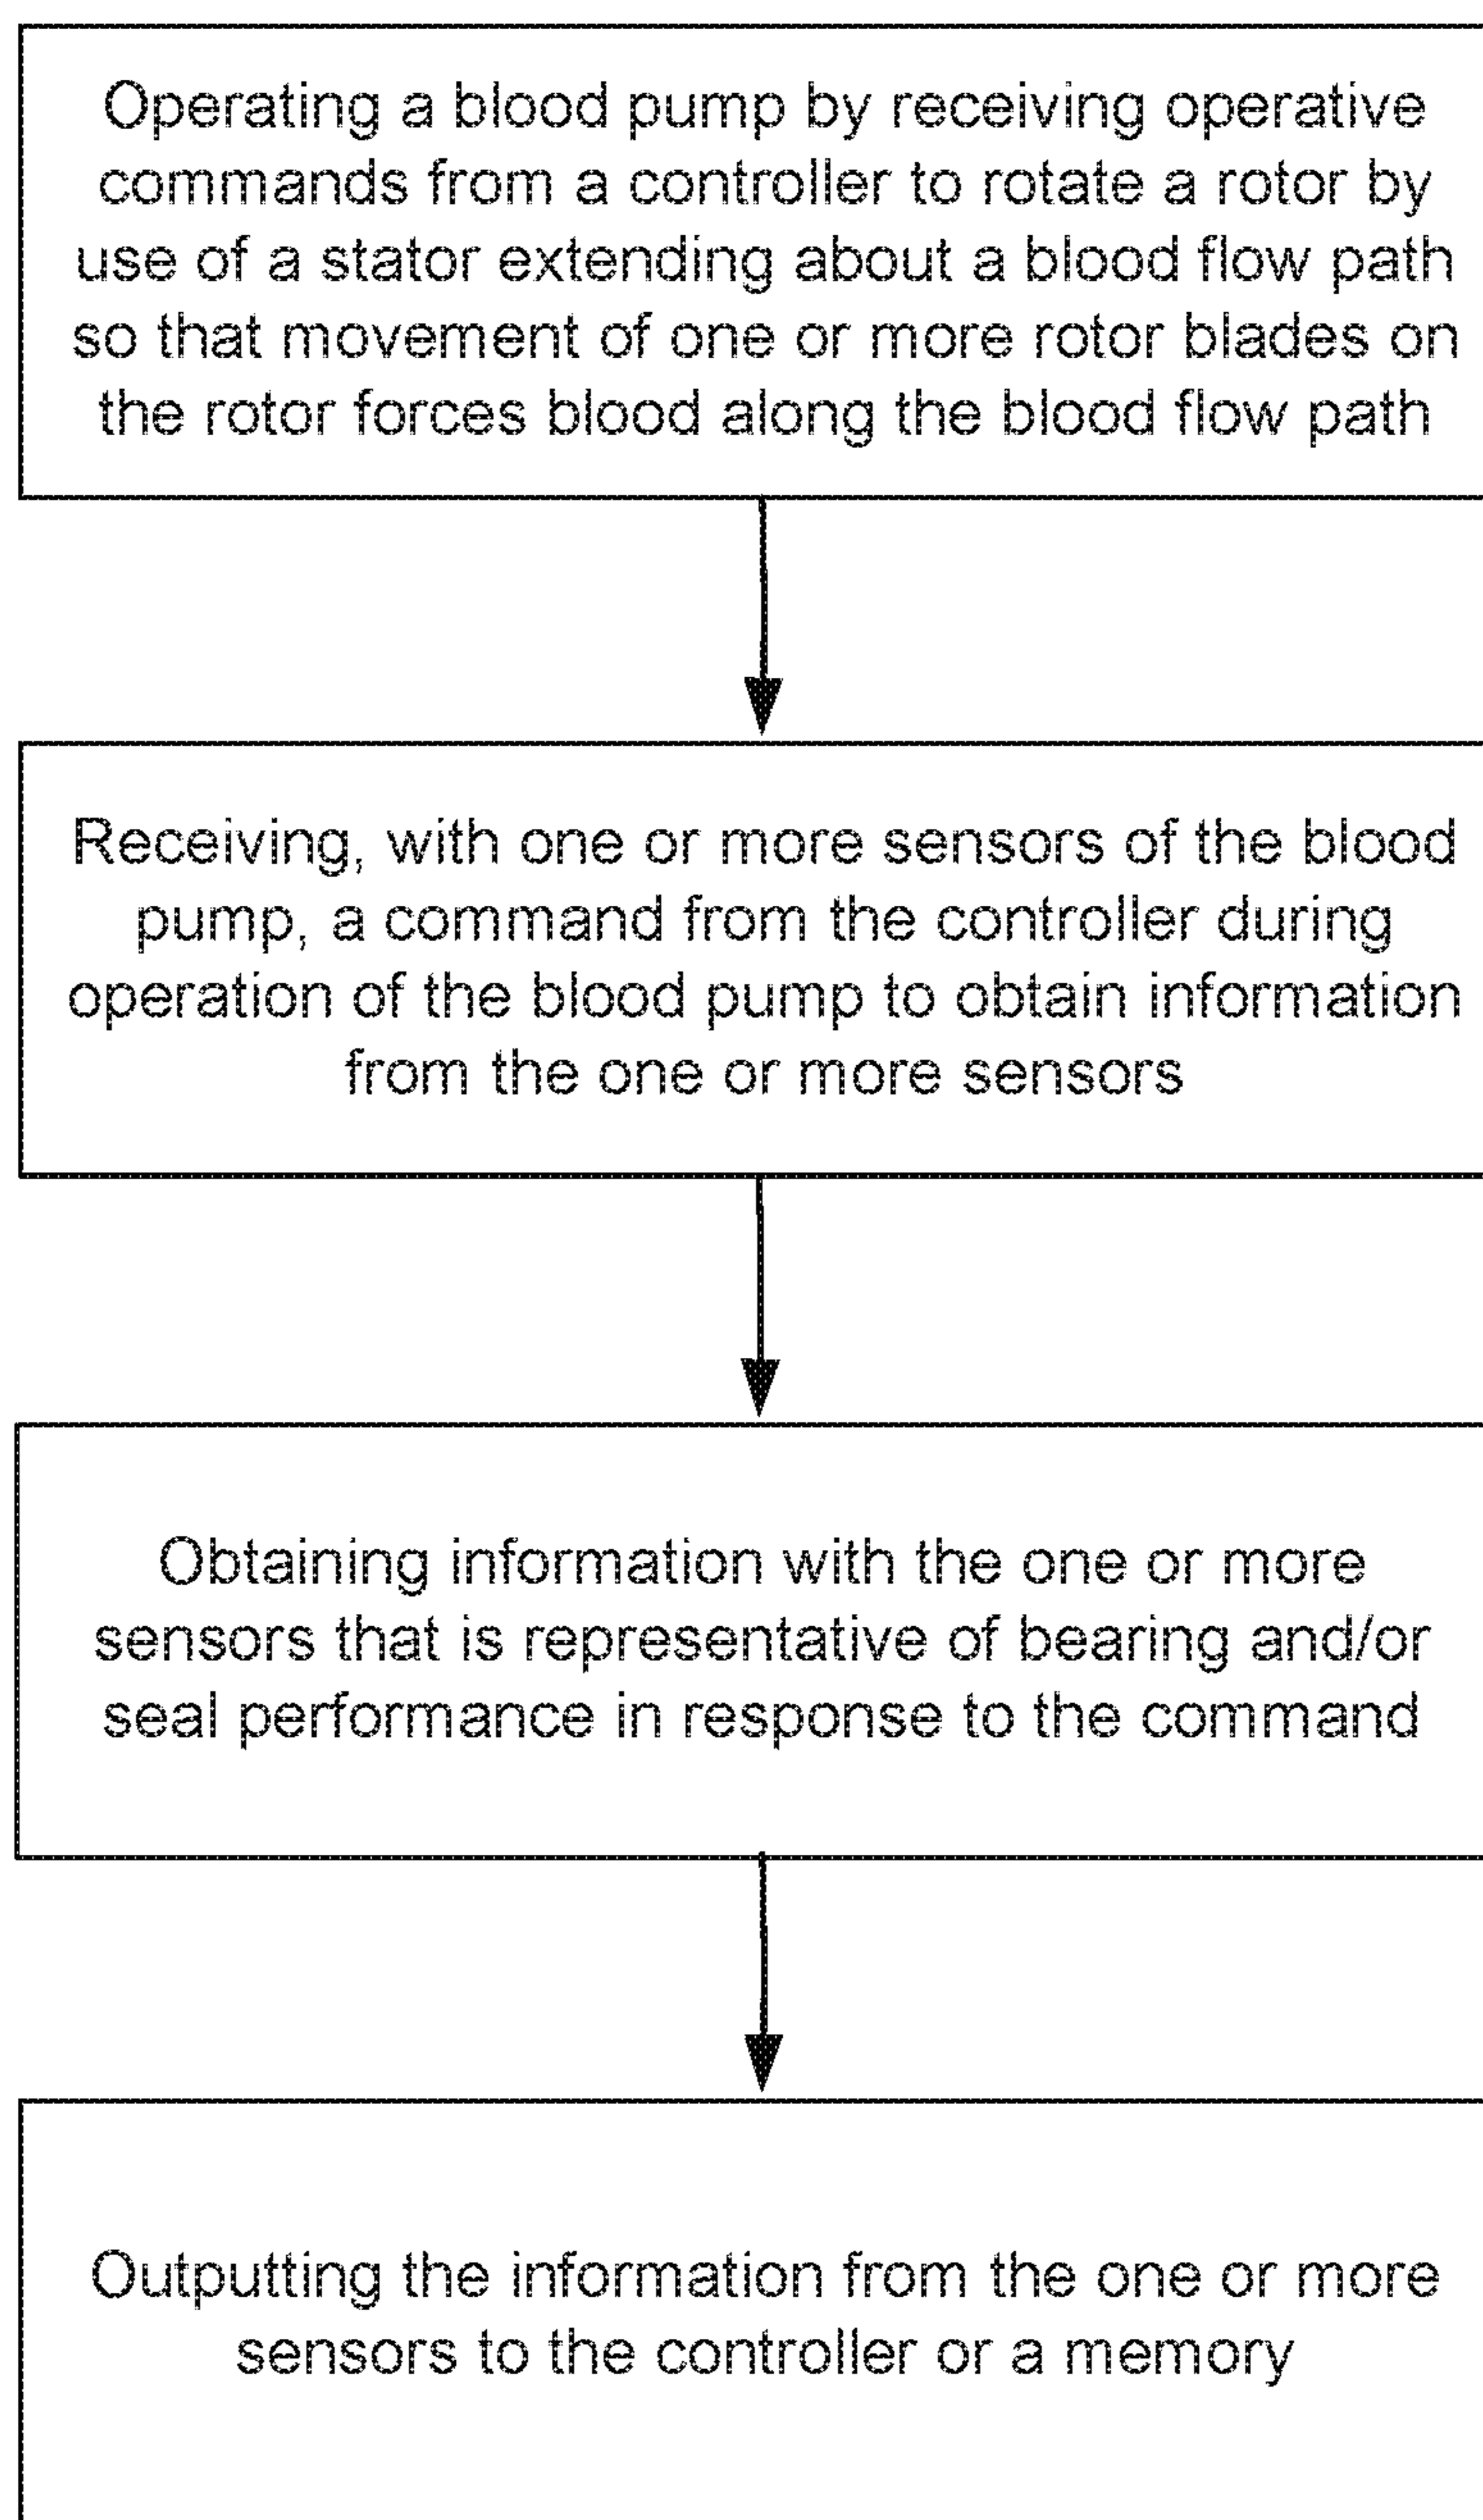 Operating a blood pump by receiving operative
commands from a controller to rotate a rotor by
use of a stator extending about a blood flow path
so that movement of one or more rotor blades on
the rotor forces blood along the blood flow path
Receiving, with one or more sensors of the blood
pump, a command from the controller during
operation of the blood pump to obtain information
from the one or more sensors
Obtaining information with the one or more
sensors that is representative of bearing and/or
seal performance in response to the command
Outputting the information from the one or more
sensors to the controller or a memory